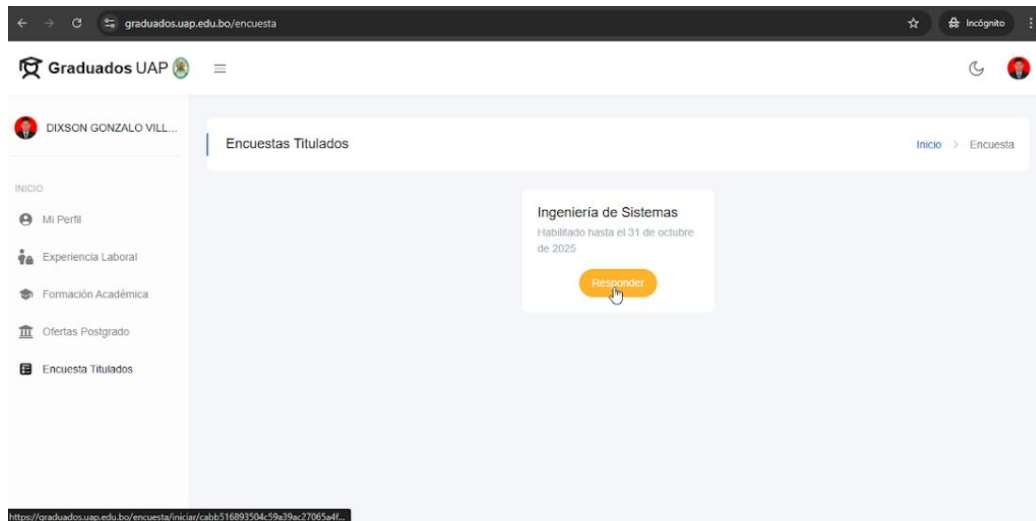 graduados.uap.edu.bo/encuesta
Incógnito
Graduados UAP
DIXSON GONZALO VILL...
Encuestas Titulados
Inicio > Encuesta
INICIO
Mi Perfil
Experiencia Laboral
Formación Académica
Ofertas Postgrado
Encuesta Titulados
Ingeniería de Sistemas
Habilitado hasta el 31 de octubre
de 2025
Responder
https://graduados.uap.edu.bo/encuesta/iniciar/cabb516893504c59a39ac27065a4f...